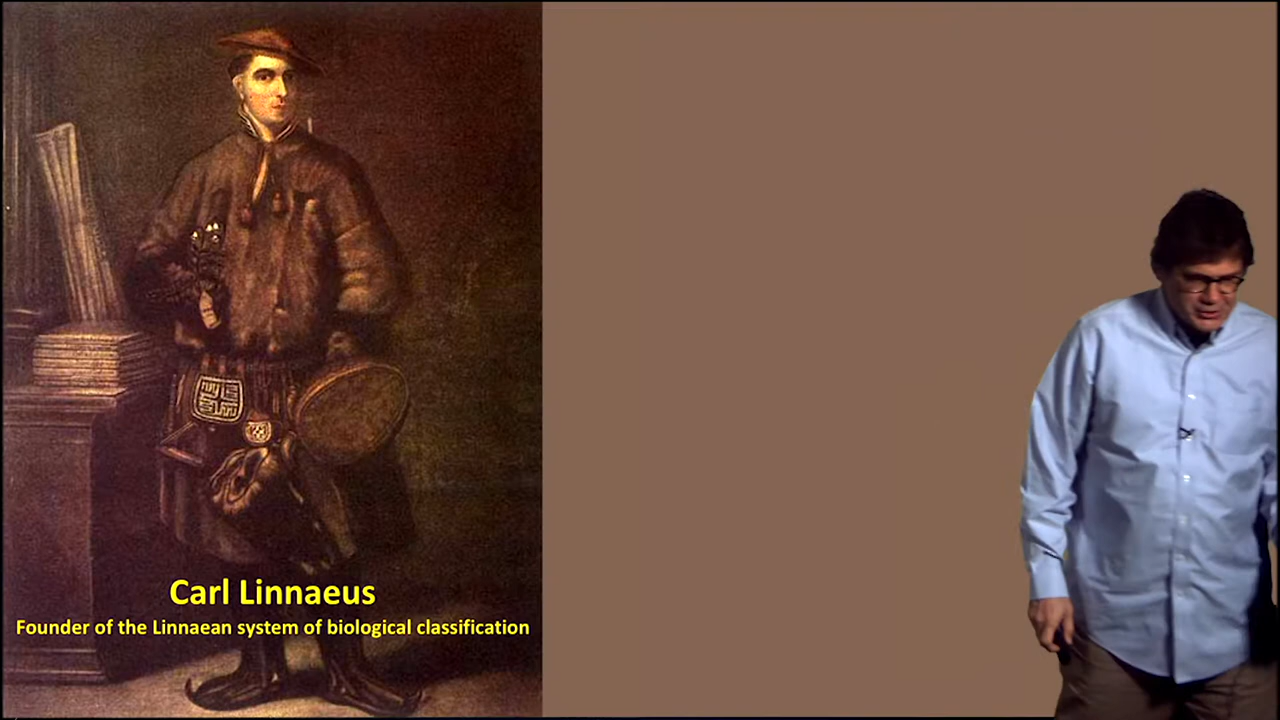 Carl Linnaeus
Founder of the Linnaean system of biological classification